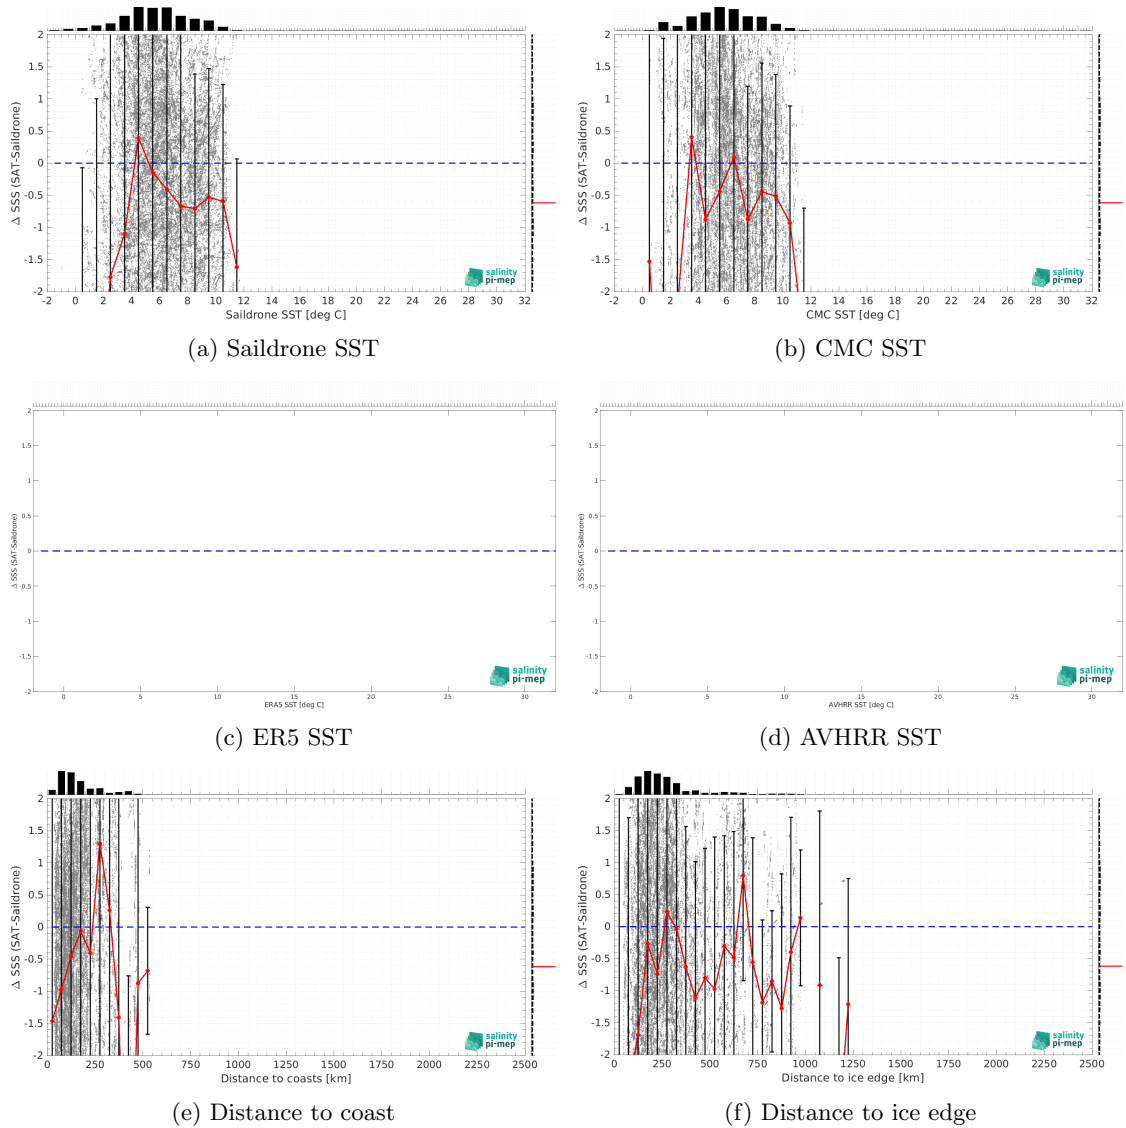 2
1.5
1
0.5
0
-0.5
-1
-1.5
-2
Δ SSS (SAT-Saildrone)
-2 0 2 4 6 8 10 12 14 16 18 20 22 24 26 28 30 32
Saildrone SST [deg C]
salinity
pi-mep
(a) Saildrone SST
2
1.5
1
0.5
0
-0.5
-1
-1.5
-2
Δ SSS (SAT-Saildrone)
-2 0 2 4 6 8 10 12 14 16 18 20 22 24 26 28 30 32
CMC SST [deg C]
salinity
pi-mep
(b) CMC SST
2
1.5
1
0.5
0
-0.5
-1
-1.5
-2
Δ SSS (SAT-Saildrone)
0 5 10 15 20 25 30
ERA5 SST [deg C]
salinity
pi-mep
(c) ER5 SST
2
1.5
1
0.5
0
-0.5
-1
-1.5
-2
Δ SSS (SAT-Saildrone)
0 5 10 15 20 25 30
AVHRR SST [deg C]
salinity
pi-mep
(d) AVHRR SST
2
1.5
1
0.5
0
-0.5
-1
-1.5
-2
Δ SSS (SAT-Saildrone)
0 250 500 750 1000 1250 1500 1750 2000 2250 2500
Distance to coasts [km]
salinity
pi-mep
(e) Distance to coast
2
1.5
1
0.5
0
-0.5
-1
-1.5
-2
Δ SSS (SAT-Saildrone)
0 250 500 750 1000 1250 1500 1750 2000 2250 2500
Distance to ice edge [km]
salinity
pi-mep
(f) Distance to ice edge